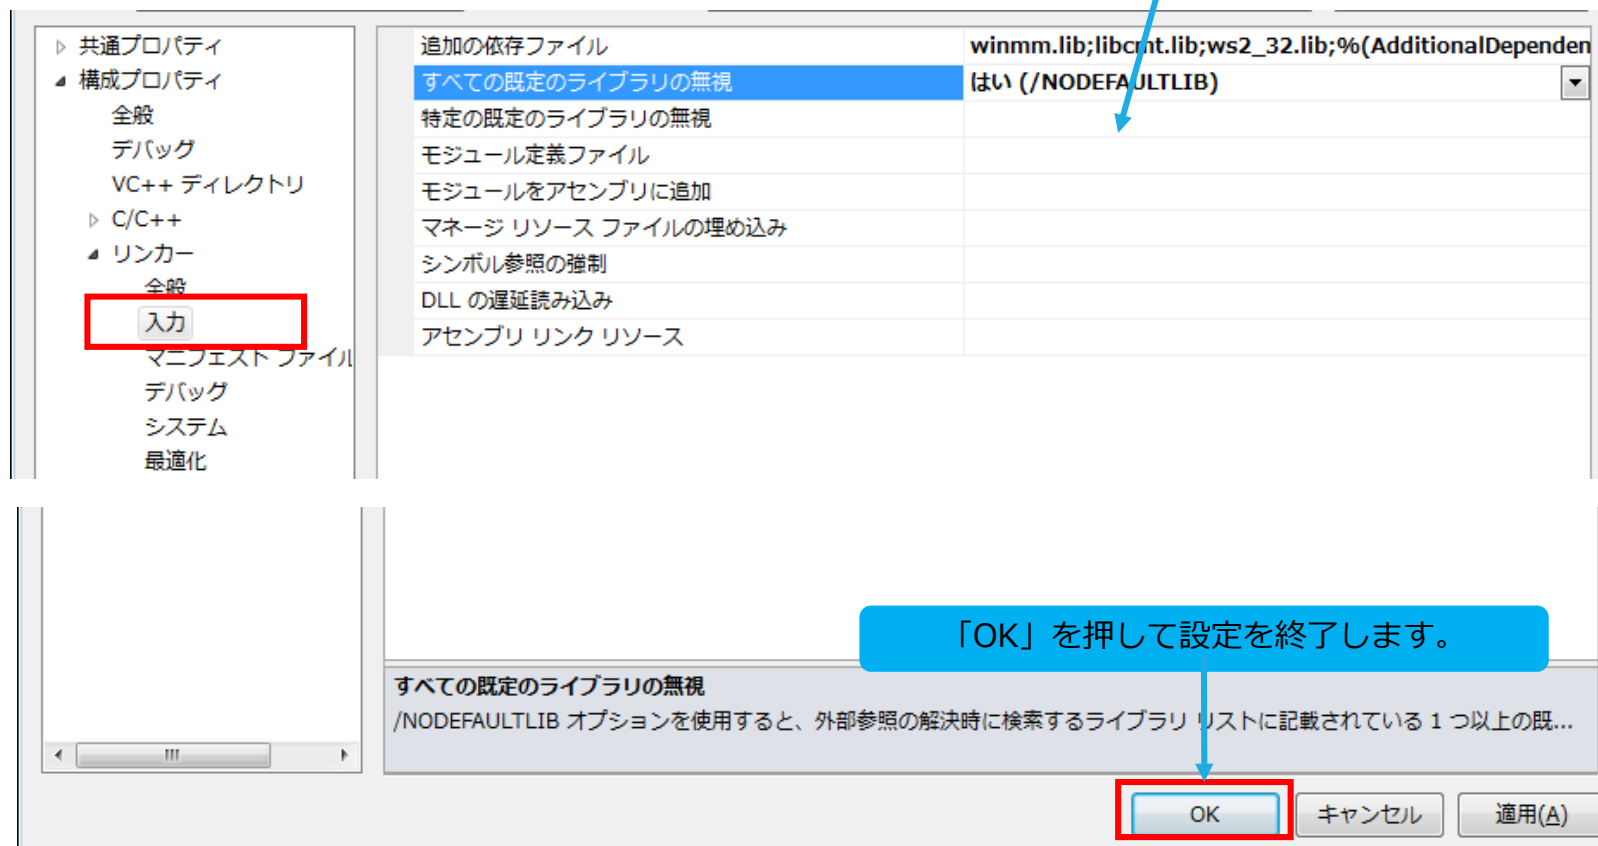 共通プロパティ
構成プロパティ
全般
デバッグ
VC++ ディレクトリ
C/C++
リンカー
全般
入力
マニフェスト ファイル
デバッグ
システム
最適化
追加の依存ファイル winmm.lib;libcmt.lib;ws2_32.lib;%(AdditionalDependen
すべての既定のライブラリの無視 はい (/NODEFAULTLIB)
特定の既定のライブラリの無視
モジュール定義ファイル
モジュールをアセンブリに追加
マネージ リソース ファイルの埋め込み
シンボル参照の強制
DLL の遅延読み込み
アセンブリ リンク リソース
「OK」を押して設定を終了します。
すべての既定のライブラリの無視
/NODEFAULTLIB オプションを使用すると、外部参照の解決時に検索するライブラリ リストに記載されている 1 つ以上の既...
OK キャンセル 適用(A)